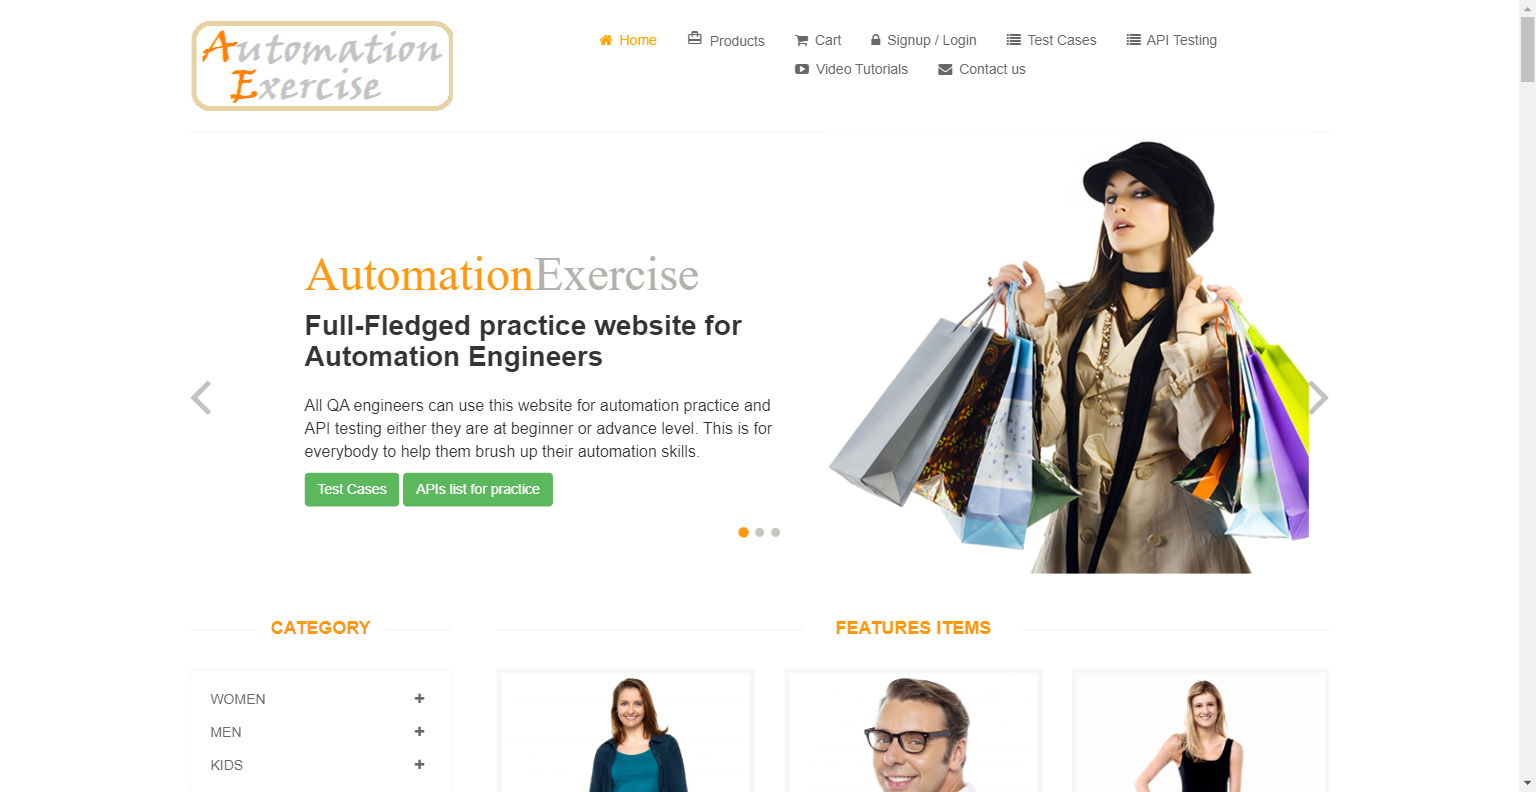 Automation
Exercise
Home Products Cart Signup / Login Test Cases API Testing
Video Tutorials Contact us
AutomationExercise
Full-Fledged practice website for
Automation Engineers
All QA engineers can use this website for automation practice and
API testing either they are at beginner or advance level. This is for
everybody to help them brush up their automation skills.
Test Cases APIs list for practice
CATEGORY
WOMEN
MEN
KIDS
FEATURES ITEMS